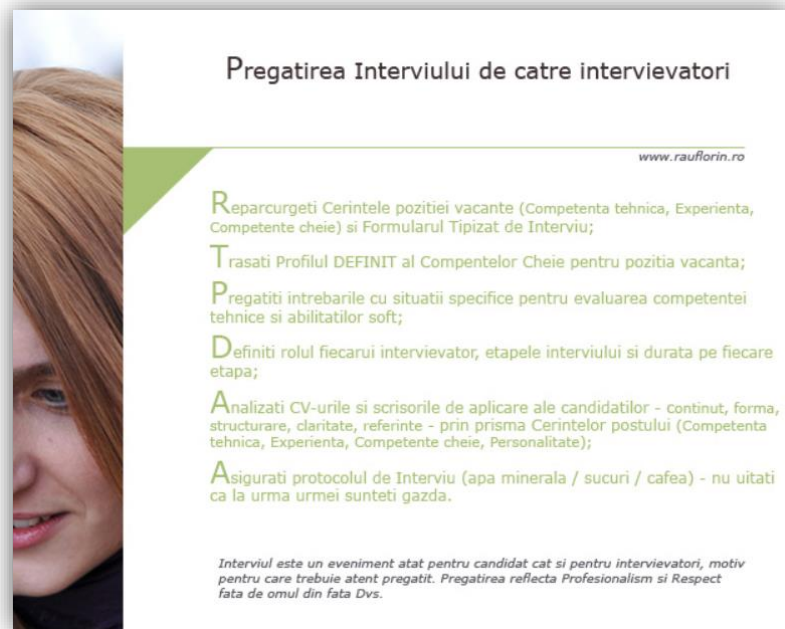 Pregatirea Interviului de catre intervievatori
www.rauflorin.ro
Reparcurgeti Cerintele pozitiei vacante (Competenta tehnica, Experienta,
Competente cheie) si Formularul Tipizat de Interviu;
Trasati Profilul DEFINIT al Compentelor Cheie pentru pozitia vacanta;
Pregatiti intrebarile cu situatii specifice pentru evaluarea competentei
tehnice si abilitatilor soft;
Definiti rolul fiecarui intervievator, etapele interviului si durata pe fiecare
etapa;
Analizati CV-urile si scrisorile de aplicare ale candidatilor - continut, forma,
structurare, claritate, referinte - prin prisma Cerintelor postului (Competenta
tehnica, Experienta, Competente cheie, Personalitate);
Asigurati protocolul de Interviu (apa minerala / sucuri / cafea) - nu uitati
ca la urma urmei sunteti gazda.
Interviul este un eveniment atat pentru candidat cat si pentru intervievatori, motiv
pentru care trebuie atent pregatit. Pregatirea reflecta Profesionalism si Respect
fata de omul din fata Dvs.